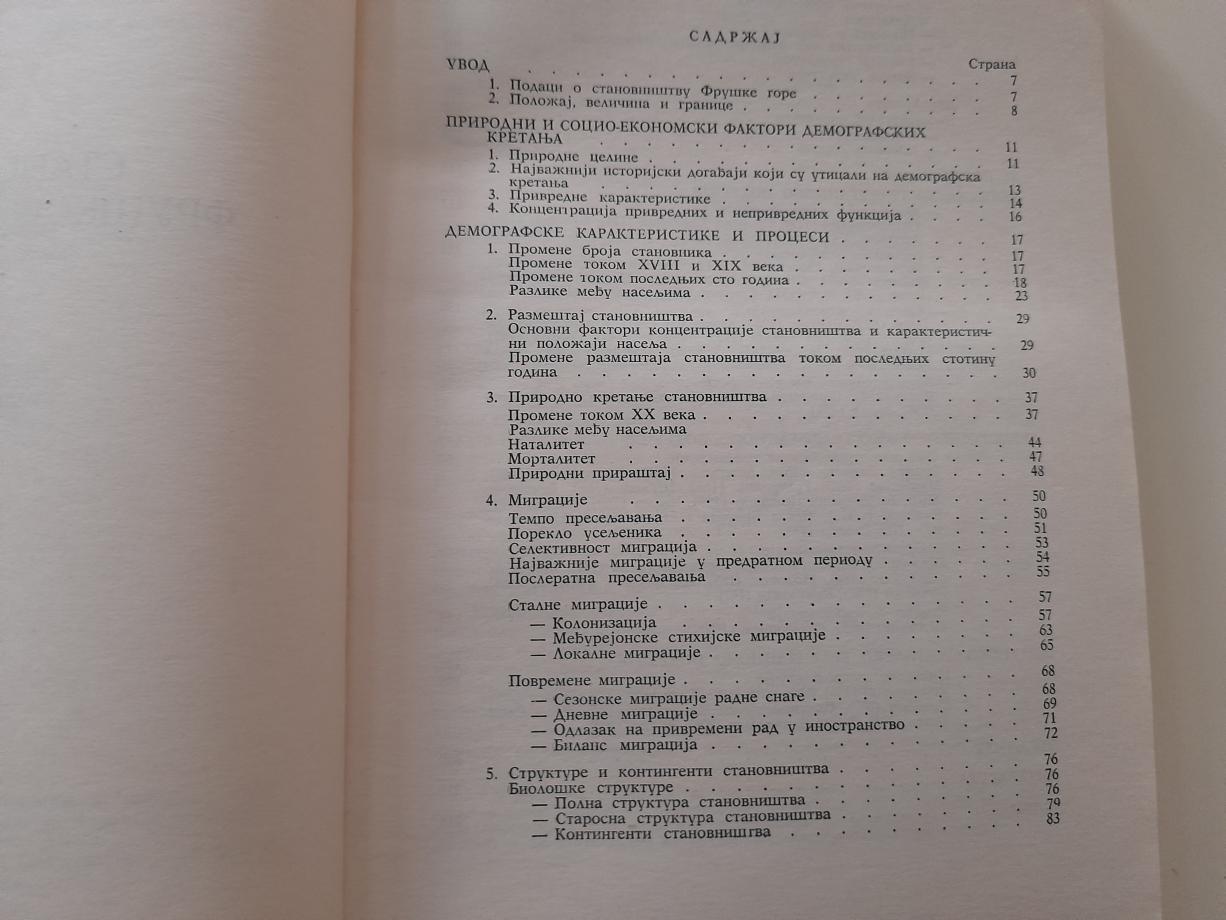 САДРЖАЈ
Страна
УВОД . . . . . . . . . . . . . . . . . . 7
1. Подаци о становништву Фрушке горе . . . . . . . . 7
2. Положај, величина и границе . . . . . . . . . . . 8
ПРИРОДНИ И СОЦИО-ЕКОНОМСКИ ФАКТОРИ ДЕМОГРАФСКИХ
КРЕТАЊА . . . . . . . . . . . . . . . . 11
1. Природне целине . . . . . . . . . . . . . . 11
2. Најважнији историјски догађаји који су утицали на демографска
кретања . . . . . . . . . . . . . . . . 13
3. Привредне карактеристике . . . . . . . . . . . . 14
4. Концентрација привредних и непривредних функција . . . . 16
ДЕМОГРАФСКЕ КАРАКТЕРИСТИКЕ И ПРОЦЕСИ . . . . . . . 17
1. Промене броја становника . . . . . . . . . . . . 17
Промене током XVIII и XIX века . . . . . . . . . 17
Промене током последњих сто година . . . . . . . . . 18
Разлике међу насељима . . . . . . . . . . . . . 23
2. Размештај становништва . . . . . . . . . . . . . 29
Основни фактори концентрације становништва и карактеристич-
ни положаји насеља . . . . . . . . . . . . . . 29
Промене размештаја становништва током последњих стотину
година . . . . . . . . . . . . . . . . . 30
3. Природно кретање становништва . . . . . . . . . . 37
Промене током XX века . . . . . . . . . . . . . 37
Разлике међу насељима
Наталитет . . . . . . . . . . . . . . . 44
Морталитет . . . . . . . . . . . . . . . 47
Природни прираштај . . . . . . . . . . . . . 48
4. Миграције . . . . . . . . . . . . . . . 50
Темпо пресељавања . . . . . . . . . . . . . 50
Порекло усељеника . . . . . . . . . . . . . 51
Селективност миграција . . . . . . . . . . . . 53
Најважније миграције у предратном периоду . . . . . . 54
Послератна пресељавања . . . . . . . . . . . . 55
Сталне миграције . . . . . . . . . . . . . . 57
— Колонизација . . . . . . . . . . . . . . 57
— Међурејонске стихијске миграције . . . . . . . . 63
— Локалне миграције . . . . . . . . . . . . . 65
Повремене миграције . . . . . . . . . . . . . 68
— Сезонске миграције радне снаге . . . . . . . . . 68
— Дневне миграције . . . . . . . . . . . . . 69
— Одлазак на привремени рад у иностранство . . . . . 71
— Биланс миграција . . . . . . . . . . . . . 72
5. Структуре и контингенти становништва . . . . . . . . 76
Биолошке структуре . . . . . . . . . . . . . . 76
— Полна структура становништва . . . . . . . . . 76
— Старосна структура становништва . . . . . . . . 79
— Контингенти становништва . . . . . . . . . . 83